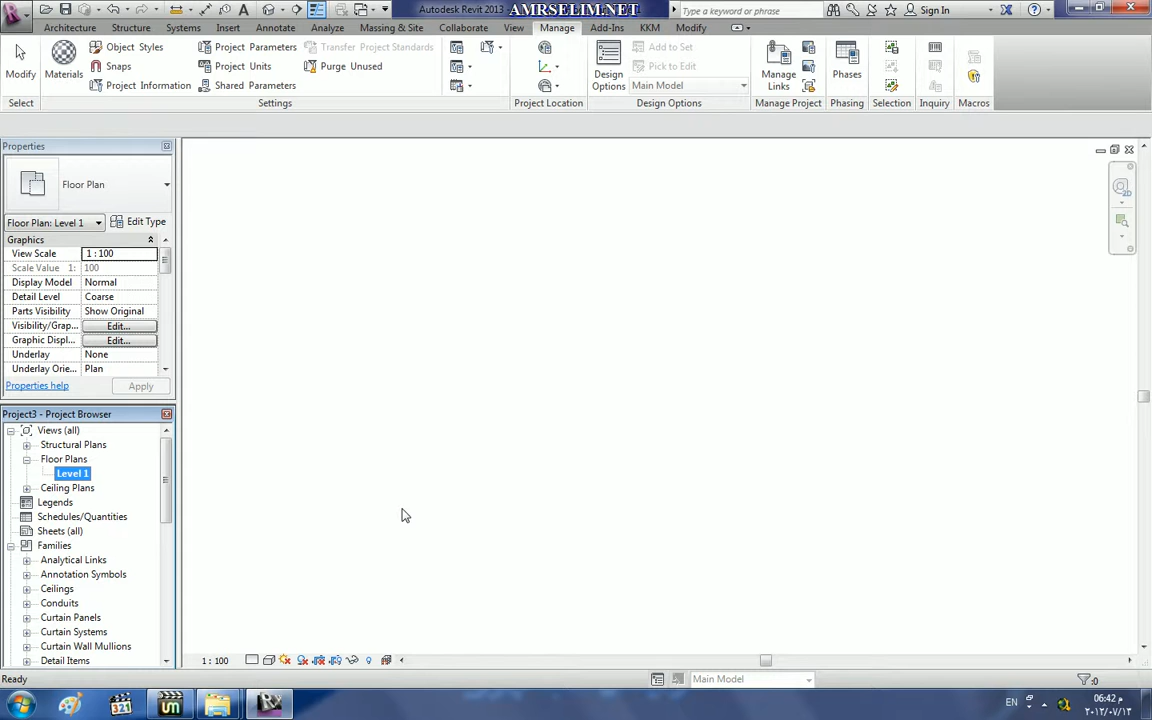 Autodesk Revit 2013 -
AMRSELIM.NET
Type a keyword or phrase
Sign In
Architecture Structure Systems Insert Annotate Analyze Massing & Site Collaborate View Manage Add-Ins KKM Modify
Modify
Materials
Object Styles
Snaps
Project Information
Project Parameters
Project Units
Shared Parameters
Transfer Project Standards
Purge Unused
Design Options
Add to Set
Pick to Edit
Main Model
Manage Links
Phases
Select Settings Project Location Design Options Manage Project Phasing Selection Inquiry Macros
Properties
Floor Plan
Floor Plan: Level 1 Edit Type
Graphics
View Scale 1 : 100
Scale Value 1: 100
Display Model Normal
Detail Level Coarse
Parts Visibility Show Original
Visibility/Grap... Edit...
Graphic Displ... Edit...
Underlay None
Underlay Orie... Plan
Properties help Apply
Project3 - Project Browser
Views (all)
Structural Plans
Floor Plans
Level 1
Ceiling Plans
Legends
Schedules/Quantities
Sheets (all)
Families
Analytical Links
Annotation Symbols
Ceilings
Conduits
Curtain Panels
Curtain Systems
Curtain Wall Mullions
Detail Items
2D
1 : 100
Ready
Main Model
:0
321
EN
06:42 م
٢٠١٢/٠٧/١٣